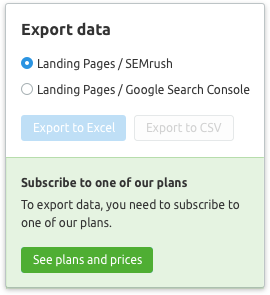 Export data
Landing Pages / SEMrush
Landing Pages / Google Search Console
Export to Excel
Export to CSV
Subscribe to one of our plans
To export data, you need to subscribe to
one of our plans.
See plans and prices